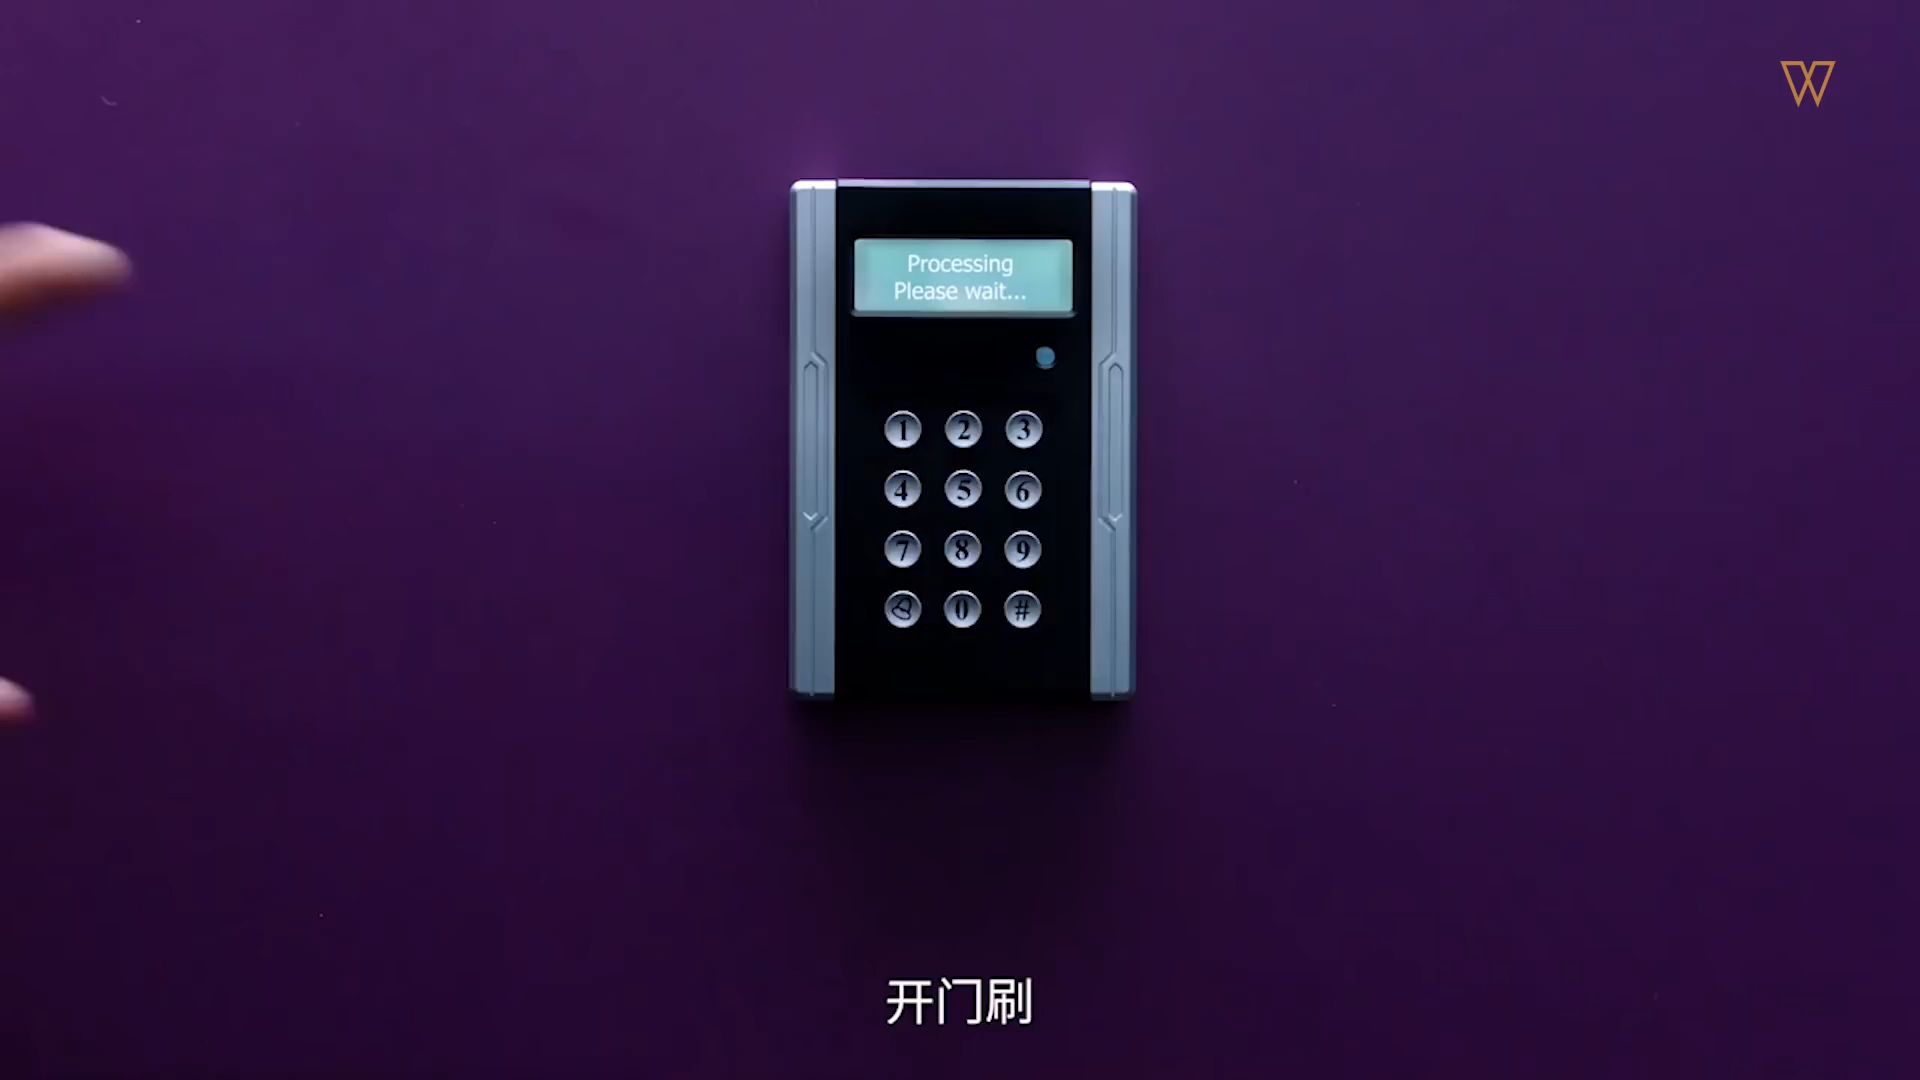 W
Processing
Please wait...
1 2 3
4 5 6
7 8 9
0 #
开门刷